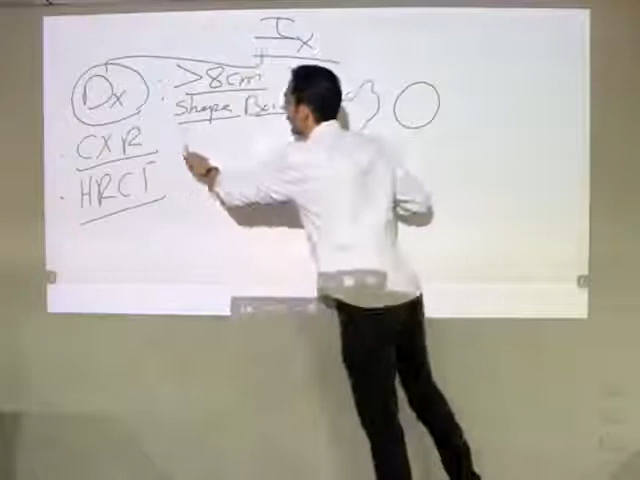 Ix
Dx : >8cm
Shape
CXR
. HRCT